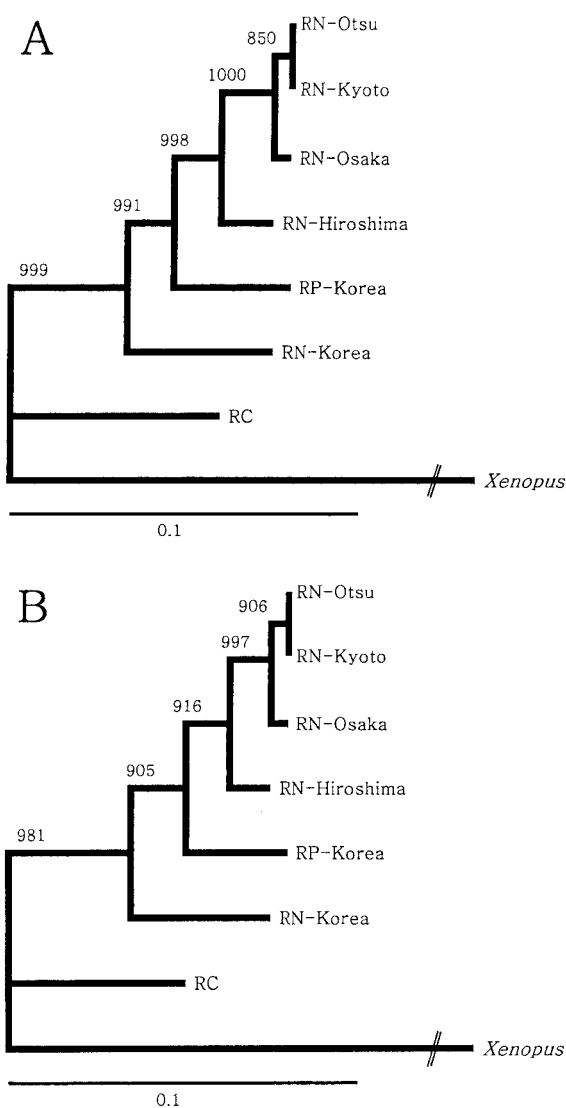 A
850
RN-Otsu
1000
RN-Kyoto
998
RN-Osaka
991
RN-Hiroshima
999
RP-Korea
RN-Korea
RC
Xenopus
0.1
B
906
RN-Otsu
997
RN-Kyoto
916
RN-Osaka
905
RN-Hiroshima
981
RP-Korea
RN-Korea
RC
Xenopus
0.1